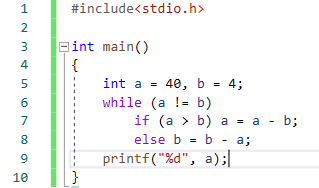 1 #include<stdio.h>
2
3 int main()
4 {
5 int a = 40, b = 4;
6 while (a != b)
7 if (a > b) a = a - b;
8 else b = b - a;
9 printf("%d", a);
10 }